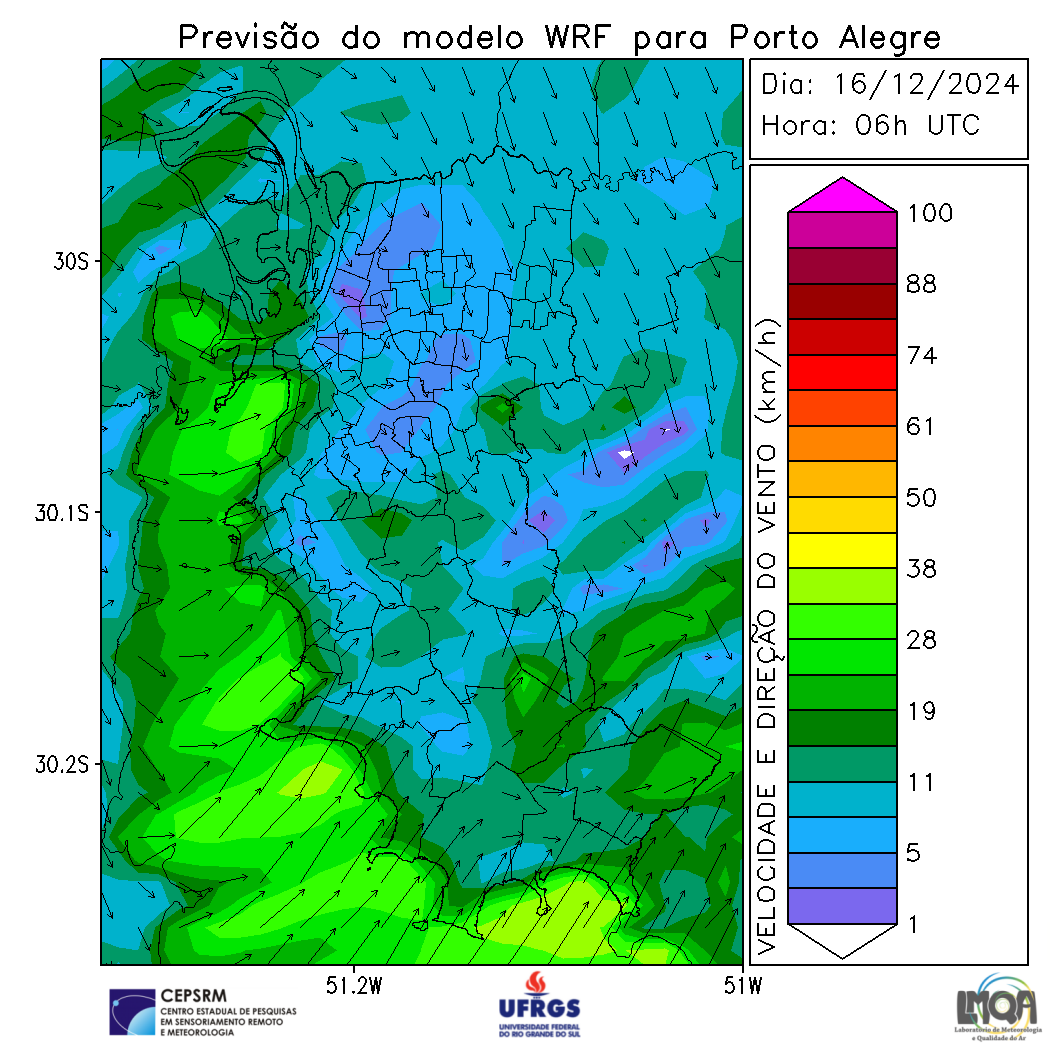 Previsão do modelo WRF para Porto Alegre
Dia: 16/12/2024
Hora: 06h UTC
30S
30.1S
30.2S
51.2W
51W
VELOCIDADE E DIREÇÃO DO VENTO (km/h)
100
88
74
61
50
38
28
19
11
5
1
CEPSRM
CENTRO ESTADUAL DE PESQUISAS
EM SENSORIAMENTO REMOTO
E METEOROLOGIA
UFRGS
UNIVERSIDADE FEDERAL
DO RIO GRANDE DO SUL
LMQA
Laboratório de Meteorologia
e Qualidade do Ar